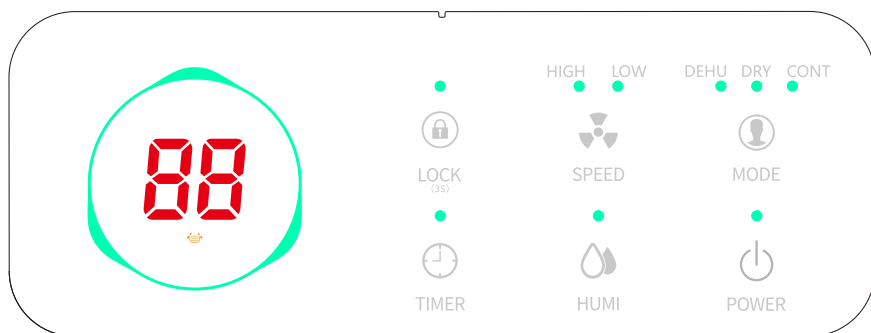 88
HIGH LOW
DEHU DRY CONT
LOCK
(3S)
SPEED
MODE
TIMER
HUMI
POWER